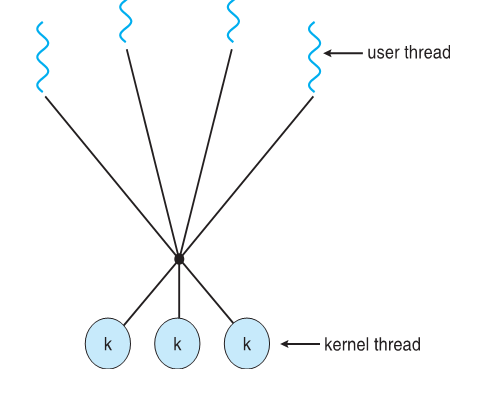 user thread
k k k
kernel thread